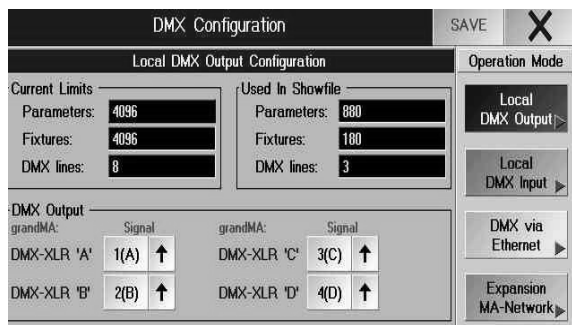 DMX Configuration
SAVE
X
Local DMX Output Configuration
Operation Mode
Current Limits
Parameters: 4096
Fixtures: 4096
DMX lines: 8
Used In Showfile
Parameters: 880
Fixtures: 180
DMX lines: 3
DMX Output
grandMA: Signal grandMA: Signal
DMX-XLR 'A' 1(A) DMX-XLR 'C' 3(C)
DMX-XLR 'B' 2(B) DMX-XLR 'D' 4(D)
Local
DMX Output
Local
DMX Input
DMX via
Ethernet
Expansion
MA-Network